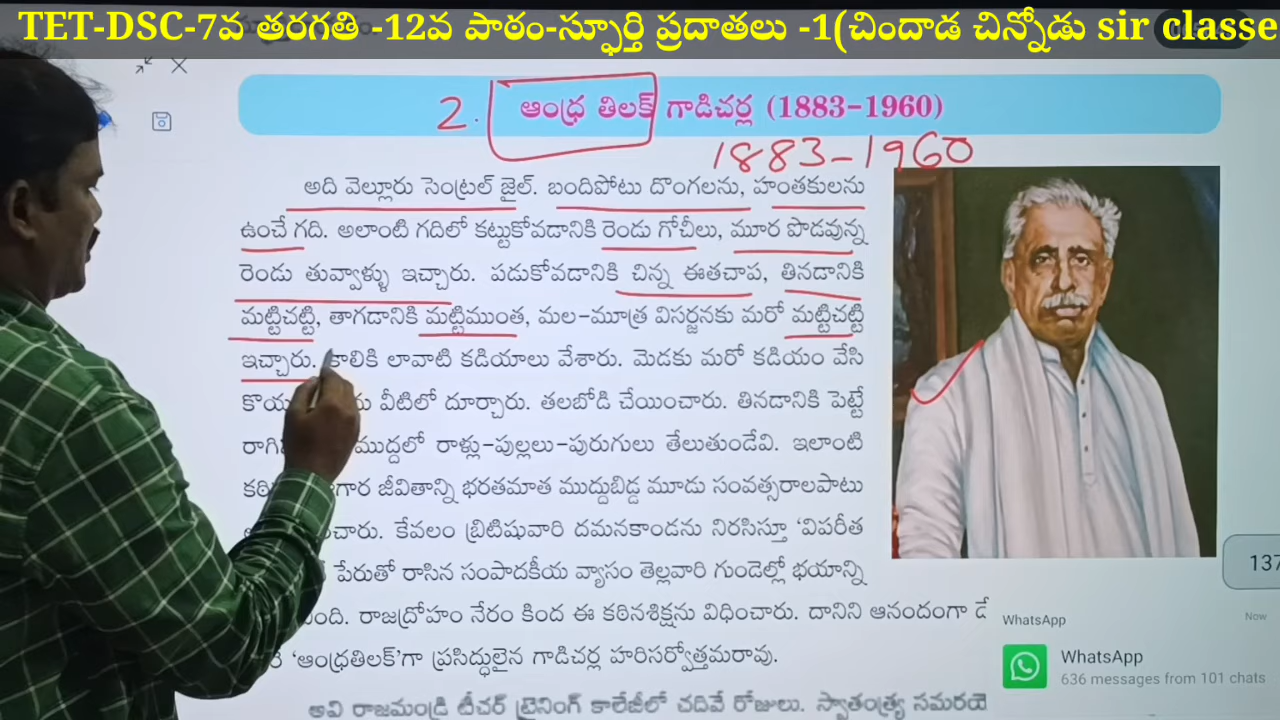 TET-DSC-7వ తరగతి -12వ పాఠం-స్ఫూర్తి ప్రదాతలు -1(చిందాడ చిన్నోడు sir classe
2. ఆంధ్ర తిలక్ గాడిచర్ల (1883-1960)
1883-1960
అది వెల్లూరు సెంట్రల్ జైల్. బందిపోటు దొంగలను, హంతకులను
ఉంచే గది. అలాంటి గదిలో కట్టుకోవడానికి రెండు గోచీలు, మూర పొడవున్న
రెండు తువ్వాళ్ళు ఇచ్చారు. పడుకోవడానికి చిన్న ఈతచాప, తినడానికి
మట్టిచట్టి, తాగడానికి మట్టిముంత, మల-మూత్ర విసర్జనకు మరో మట్టిచట్టి
ఇచ్చారు. కాలికి లావాటి కడియాలు వేశారు. మెడకు మరో కడియం వేసి
వీటిలో దూర్చారు. తలబోడి చేయించారు. తినడానికి పెట్టే
ముద్దలో రాళ్లు-పుల్లలు-పురుగులు తేలుతుండేవి. ఇలాంటి
జీవితాన్ని భరతమాత ముద్దుబిడ్డ మూడు సంవత్సరాలపాటు
కేవలం బ్రిటిషువారి దమనకాండను నిరసిస్తూ 'విపరీత
పేరుతో రాసిన సంపాదకీయ వ్యాసం తెల్లవారి గుండెల్లో భయాన్ని
రాజద్రోహం నేరం కింద ఈ కఠినశిక్షను విధించారు. దానిని ఆనందంగా
'ఆంధ్రతిలక'గా ప్రసిద్ధులైన గాడిచర్ల హరిసర్వోత్తమరావు.
అవి రాజమండ్రి టీచర్ ట్రైనింగ్ కాలేజీలో చదివే రోజులు. స్వాతంత్ర్య
137
WhatsApp Now
WhatsApp
636 messages from 101 chats